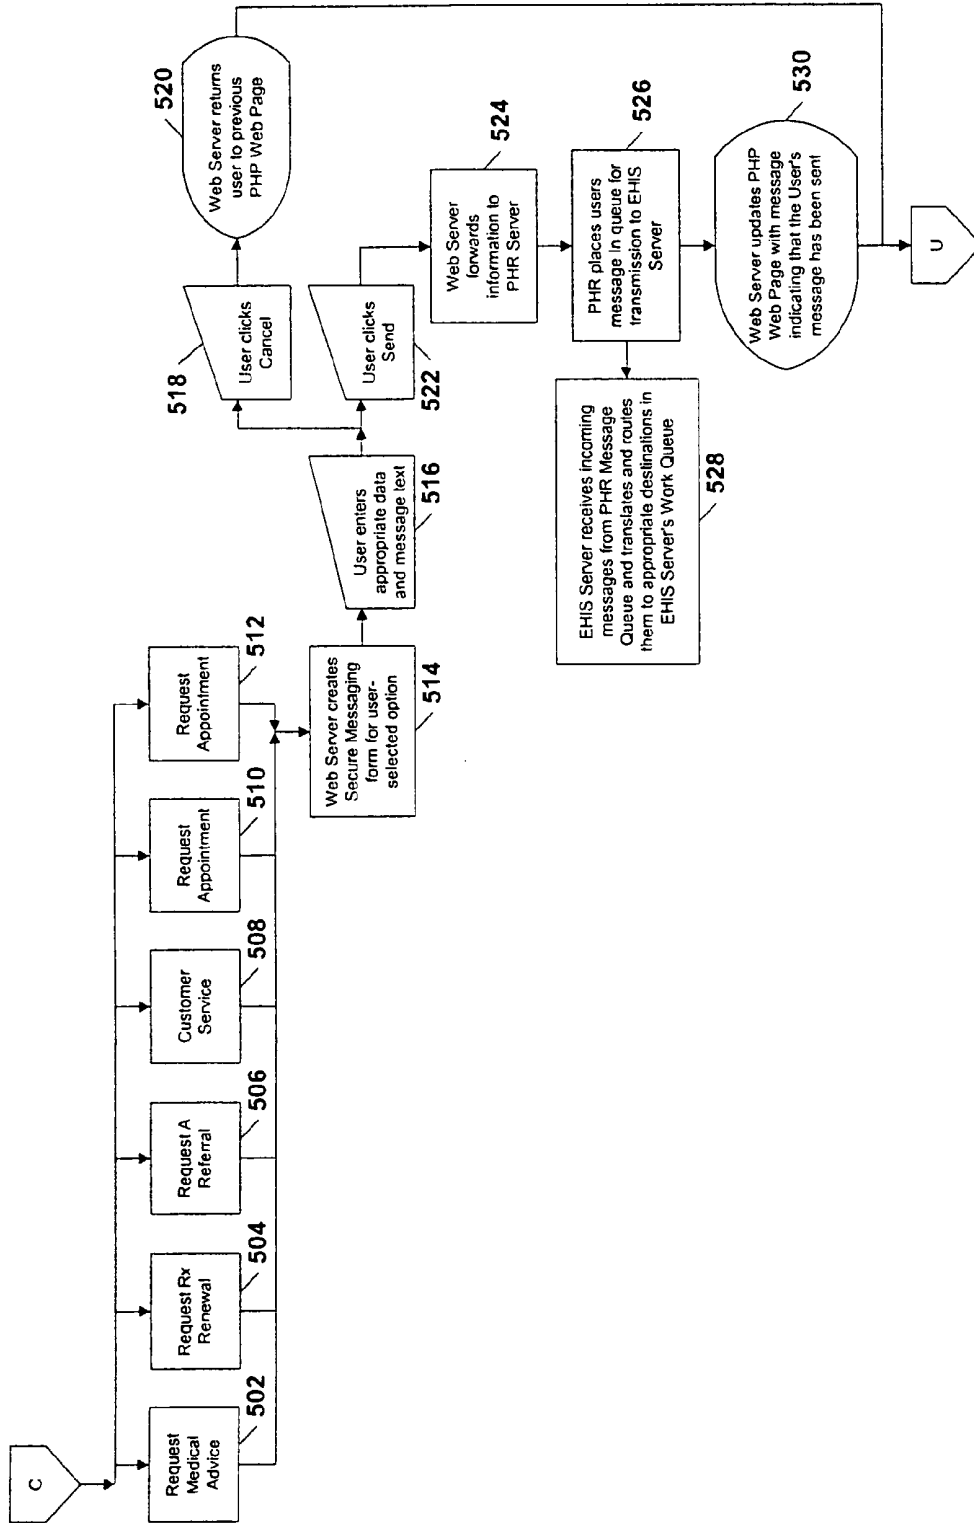 C
Request
Medical
Advice
502
Request Rx
Renewal
504
Request A
Referral
506
Customer
Service
508
Request
Appointment
510
Request
Appointment
512
Web Server creates
Secure Messaging
form for user-
selected option
514
User enters
appropriate data
and message text
516
User clicks
Cancel
518
Web Server returns
user to previous
PHP Web Page
520
User clicks
Send
522
Web Server
forwards
information to
PHR Server
524
PHR places users
message in queue for
transmission to EHIS
Server
526
EHIS Server receives incoming
messages from PHR Message
Queue and translates and routes
them to appropriate destinations in
EHIS Server's Work Queue
528
Web Server updates PHP
Web Page with message
indicating that the User's
message has been sent
530
U